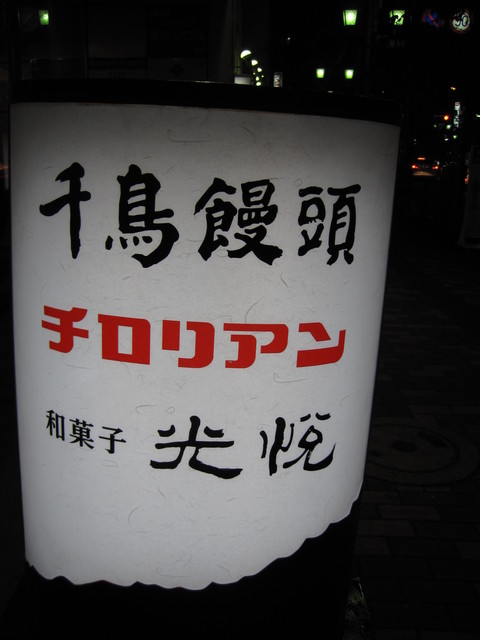 千鳥饅頭
チロリアン
和菓子 光悦